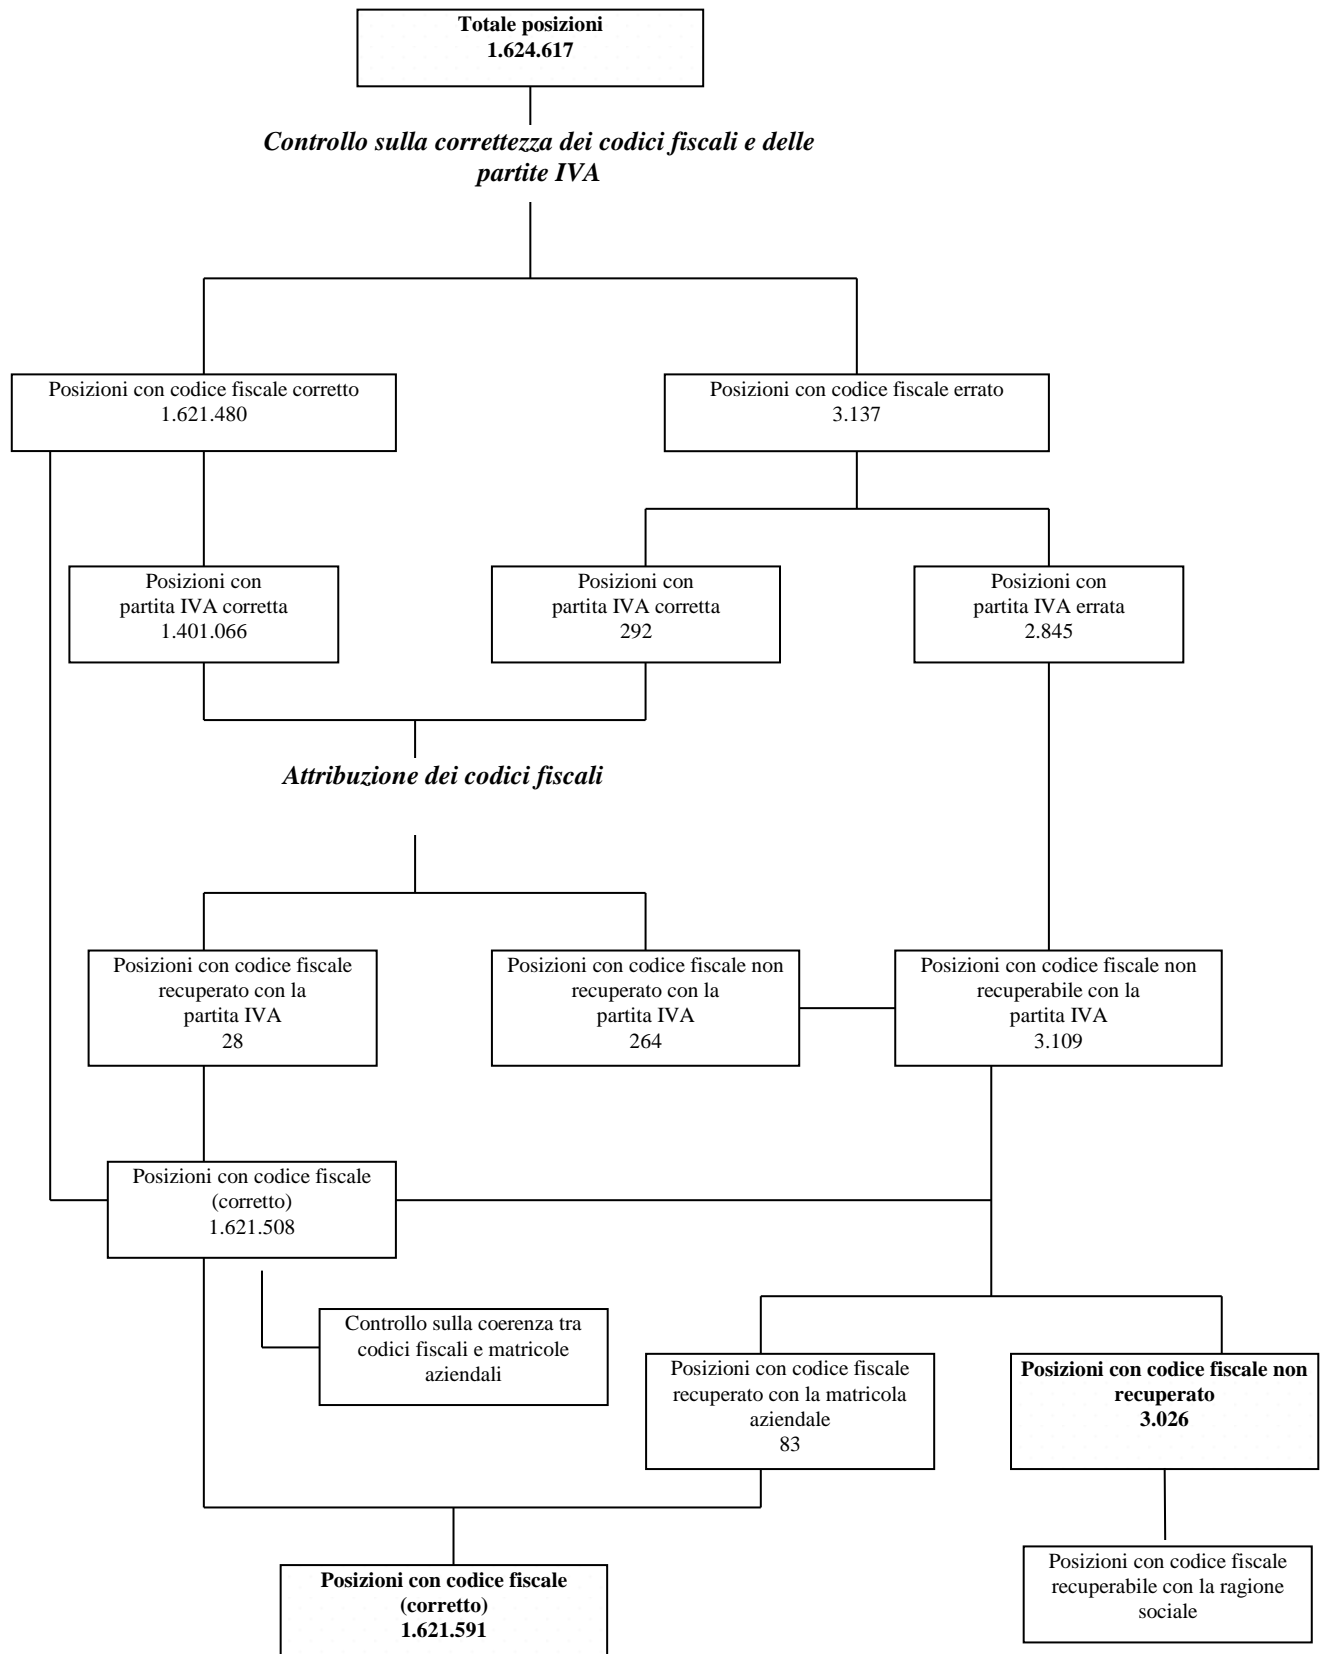 Totale posizioni
1.624.617
Controllo sulla correttezza dei codici fiscali e delle
partite IVA
Posizioni con codice fiscale corretto
1.621.480
Posizioni con codice fiscale errato
3.137
Posizioni con
partita IVA corretta
1.401.066
Posizioni con
partita IVA corretta
292
Posizioni con
partita IVA errata
2.845
Attribuzione dei codici fiscali
Posizioni con codice fiscale
recuperato con la
partita IVA
28
Posizioni con codice fiscale non
recuperato con la
partita IVA
264
Posizioni con codice fiscale non
recuperabile con la
partita IVA
3.109
Posizioni con codice fiscale
(corretto)
1.621.508
Controllo sulla coerenza tra
codici fiscali e matricole
aziendali
Posizioni con codice fiscale
recuperato con la matricola
aziendale
83
Posizioni con codice fiscale non
recuperato
3.026
Posizioni con codice fiscale
(corretto)
1.621.591
Posizioni con codice fiscale
recuperabile con la ragione
sociale